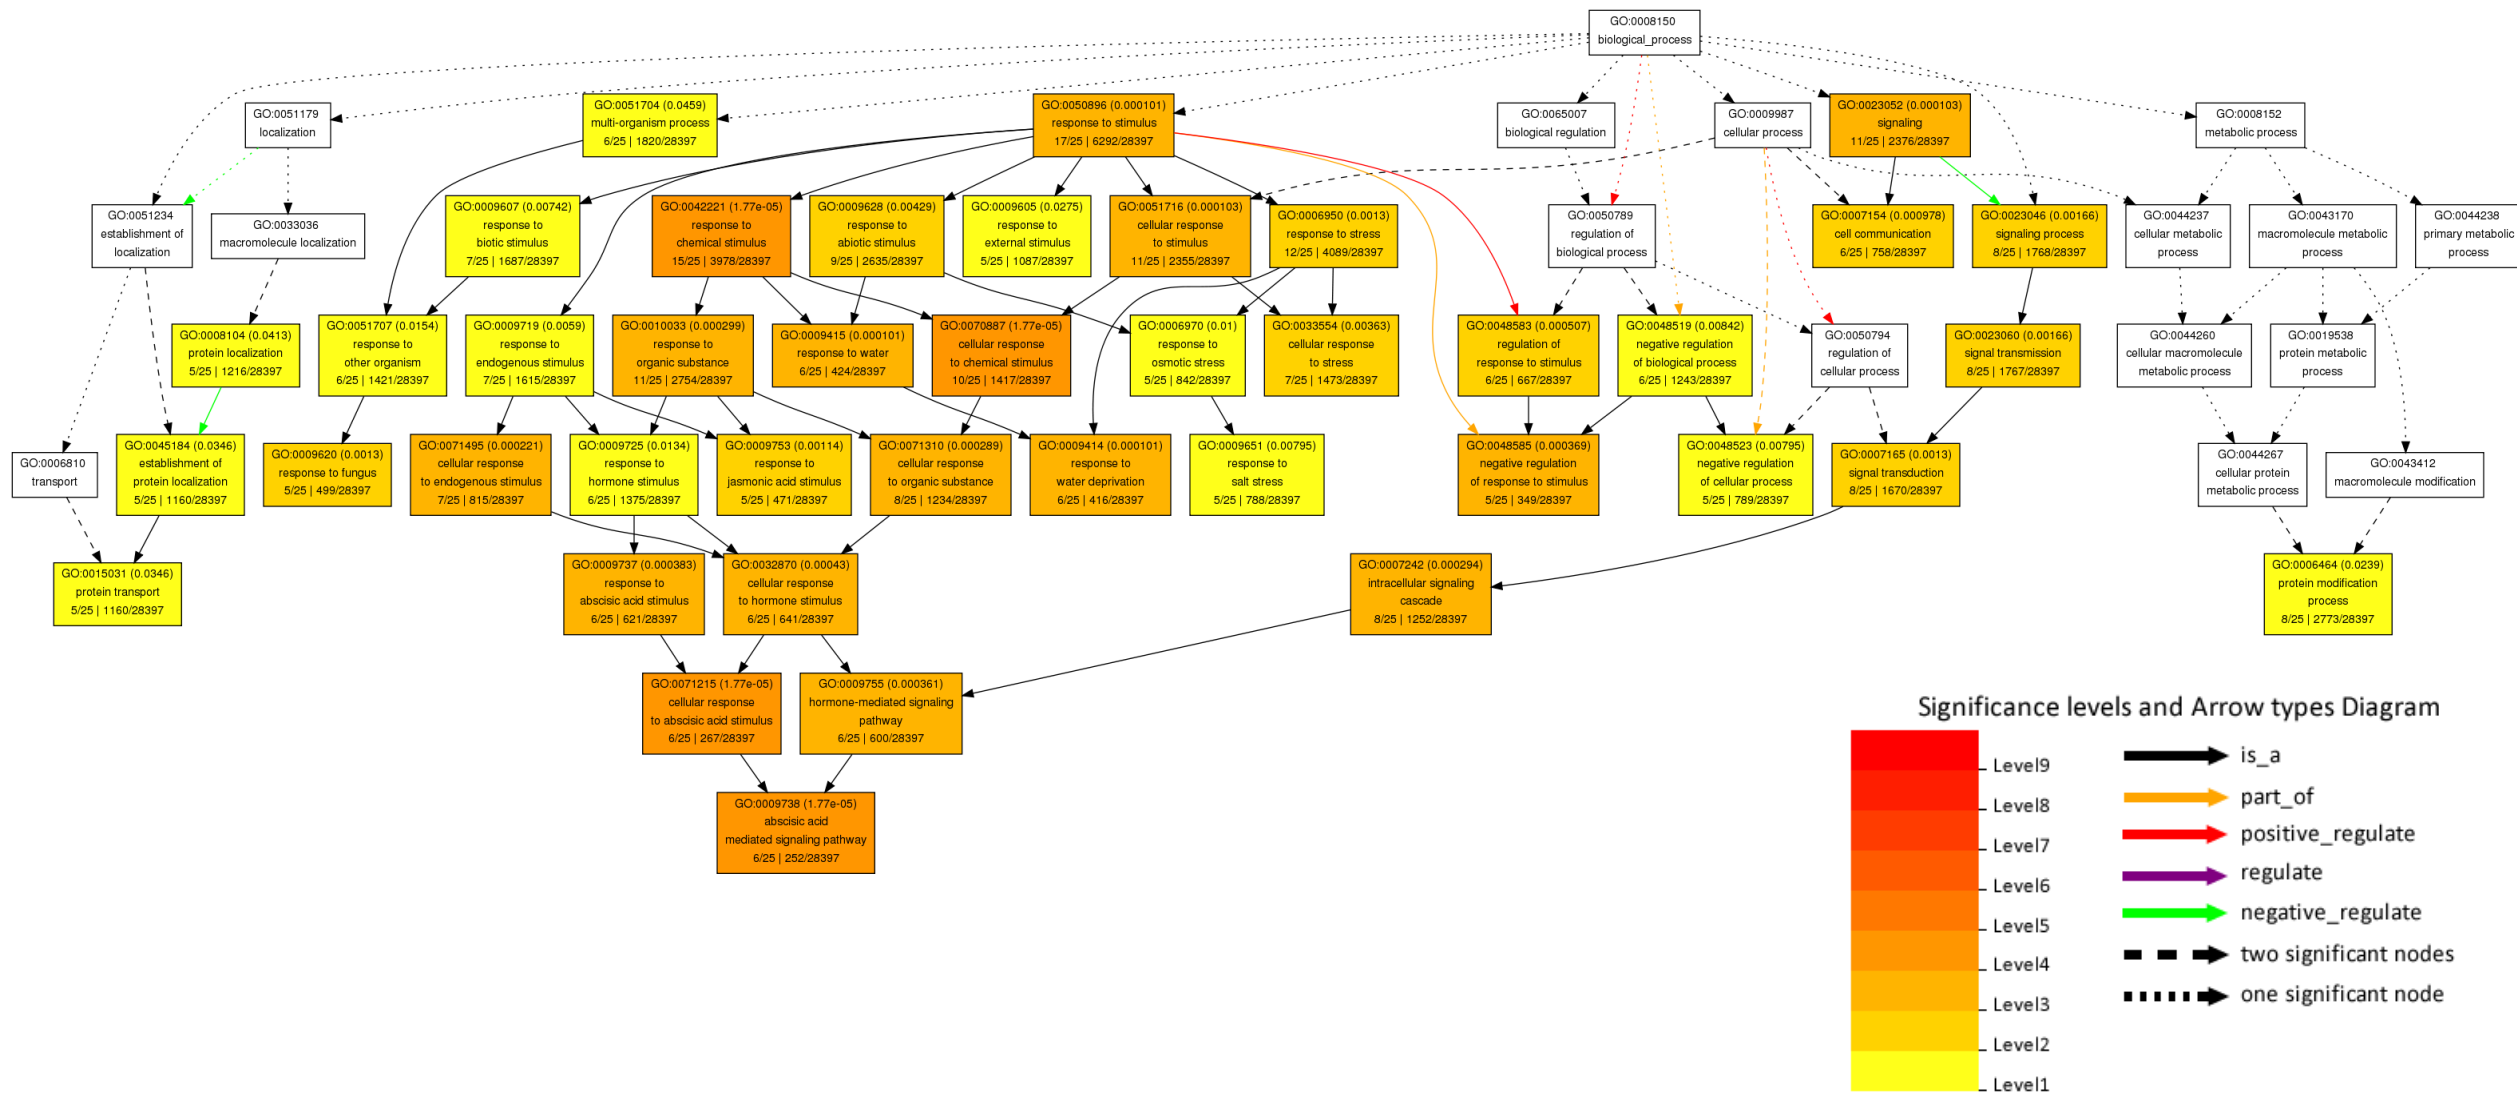 GO:0008150
biological_process
GO:0051179
localization
GO:0051704 (0.0459)
multi-organism process
6/25 | 1820/28397
GO:0050896 (0.000101)
response to stimulus
17/25 | 6292/28397
GO:0065007
biological regulation
GO:0009987
cellular process
GO:0023052 (0.000103)
signaling
11/25 | 2376/28397
GO:0008152
metabolic process
GO:0051234
establishment of
localization
GO:0033036
macromolecule localization
GO:0009607 (0.00742)
response to
biotic stimulus
7/25 | 1687/28397
GO:0042221 (1.77e-05)
response to
chemical stimulus
15/25 | 3978/28397
GO:0009628 (0.00429)
response to
abiotic stimulus
9/25 | 2635/28397
GO:0009605 (0.0275)
response to
external stimulus
5/25 | 1087/28397
GO:0051716 (0.000103)
cellular response
to stimulus
11/25 | 2355/28397
GO:0006950 (0.0013)
response to stress
12/25 | 4089/28397
GO:0050789
regulation of
biological process
GO:0007154 (0.000978)
cell communication
6/25 | 758/28397
GO:0023046 (0.00166)
signaling process
8/25 | 1768/28397
GO:0044237
cellular metabolic
process
GO:0043170
macromolecule metabolic
process
GO:0044238
primary metabolic
process
GO:0008104 (0.0413)
protein localization
5/25 | 1216/28397
GO:0051707 (0.0154)
response to
other organism
6/25 | 1421/28397
GO:0009719 (0.0059)
response to
endogenous stimulus
7/25 | 1615/28397
GO:0010033 (0.000299)
response to
organic substance
11/25 | 2754/28397
GO:0009415 (0.000101)
response to water
6/25 | 424/28397
GO:0070887 (1.77e-05)
cellular response
to chemical stimulus
10/25 | 1417/28397
GO:0006970 (0.01)
response to
osmotic stress
5/25 | 842/28397
GO:0033554 (0.00363)
cellular response
to stress
7/25 | 1473/28397
GO:0048583 (0.000507)
regulation of
response to stimulus
6/25 | 667/28397
GO:0048519 (0.00842)
negative regulation
of biological process
6/25 | 1243/28397
GO:0050794
regulation of
cellular process
GO:0023060 (0.00166)
signal transmission
8/25 | 1767/28397
GO:0044260
cellular macromolecule
metabolic process
GO:0019538
protein metabolic
process
GO:0006810
transport
GO:0045184 (0.0346)
establishment of
protein localization
5/25 | 1160/28397
GO:0009620 (0.0013)
response to fungus
5/25 | 499/28397
GO:0071495 (0.000221)
cellular response
to endogenous stimulus
7/25 | 815/28397
GO:0009725 (0.0134)
response to
hormone stimulus
6/25 | 1375/28397
GO:0009753 (0.00114)
response to
jasmonic acid stimulus
5/25 | 471/28397
GO:0071310 (0.000289)
cellular response
to organic substance
8/25 | 1234/28397
GO:0009414 (0.000101)
response to
water deprivation
6/25 | 416/28397
GO:0009651 (0.00795)
response to
salt stress
5/25 | 788/28397
GO:0048585 (0.000369)
negative regulation
of response to stimulus
5/25 | 349/28397
GO:0048523 (0.00795)
negative regulation
of cellular process
5/25 | 789/28397
GO:0007165 (0.0013)
signal transduction
8/25 | 1670/28397
GO:0044267
cellular protein
metabolic process
GO:0043412
macromolecule modification
GO:0015031 (0.0346)
protein transport
5/25 | 1160/28397
GO:0009737 (0.000383)
response to
abscisic acid stimulus
6/25 | 621/28397
GO:0032870 (0.00043)
cellular response
to hormone stimulus
6/25 | 641/28397
GO:0007242 (0.000294)
intracellular signaling
cascade
8/25 | 1252/28397
GO:0006464 (0.0239)
protein modification
process
8/25 | 2773/28397
GO:0071215 (1.77e-05)
cellular response
to abscisic acid stimulus
6/25 | 267/28397
GO:0009755 (0.000361)
hormone-mediated signaling
pathway
6/25 | 600/28397
GO:0009738 (1.77e-05)
abscisic acid
mediated signaling pathway
6/25 | 252/28397
Significance levels and Arrow types Diagram
Level9
Level8
Level7
Level6
Level5
Level4
Level3
Level2
Level1
is_a
part_of
positive_regulate
regulate
negative_regulate
two significant nodes
one significant node